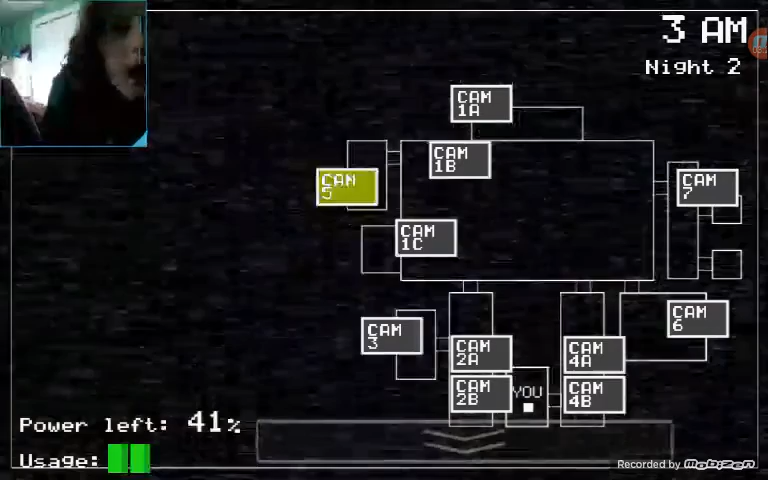 3 AM
Night 2
CAM 1A
CAM 1B
CAM 5
CAM 7
CAM 1C
CAM 6
CAM 3
CAM 2A
CAM 4A
CAM 2B
YOU
CAM 4B
Power left: 41%
Usage:
Recorded by mobizen